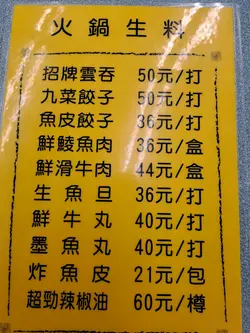 火鍋生料
招牌雲吞 50元/打
九菜餃子 50元/打
魚皮餃子 36元/打
鮮鯪魚肉 36元/盒
鮮滑牛肉 44元/盒
生魚旦 36元/打
鮮牛丸 40元/打
墨魚丸 40元/打
炸魚皮 21元/包
超勁辣椒油 60元/樽